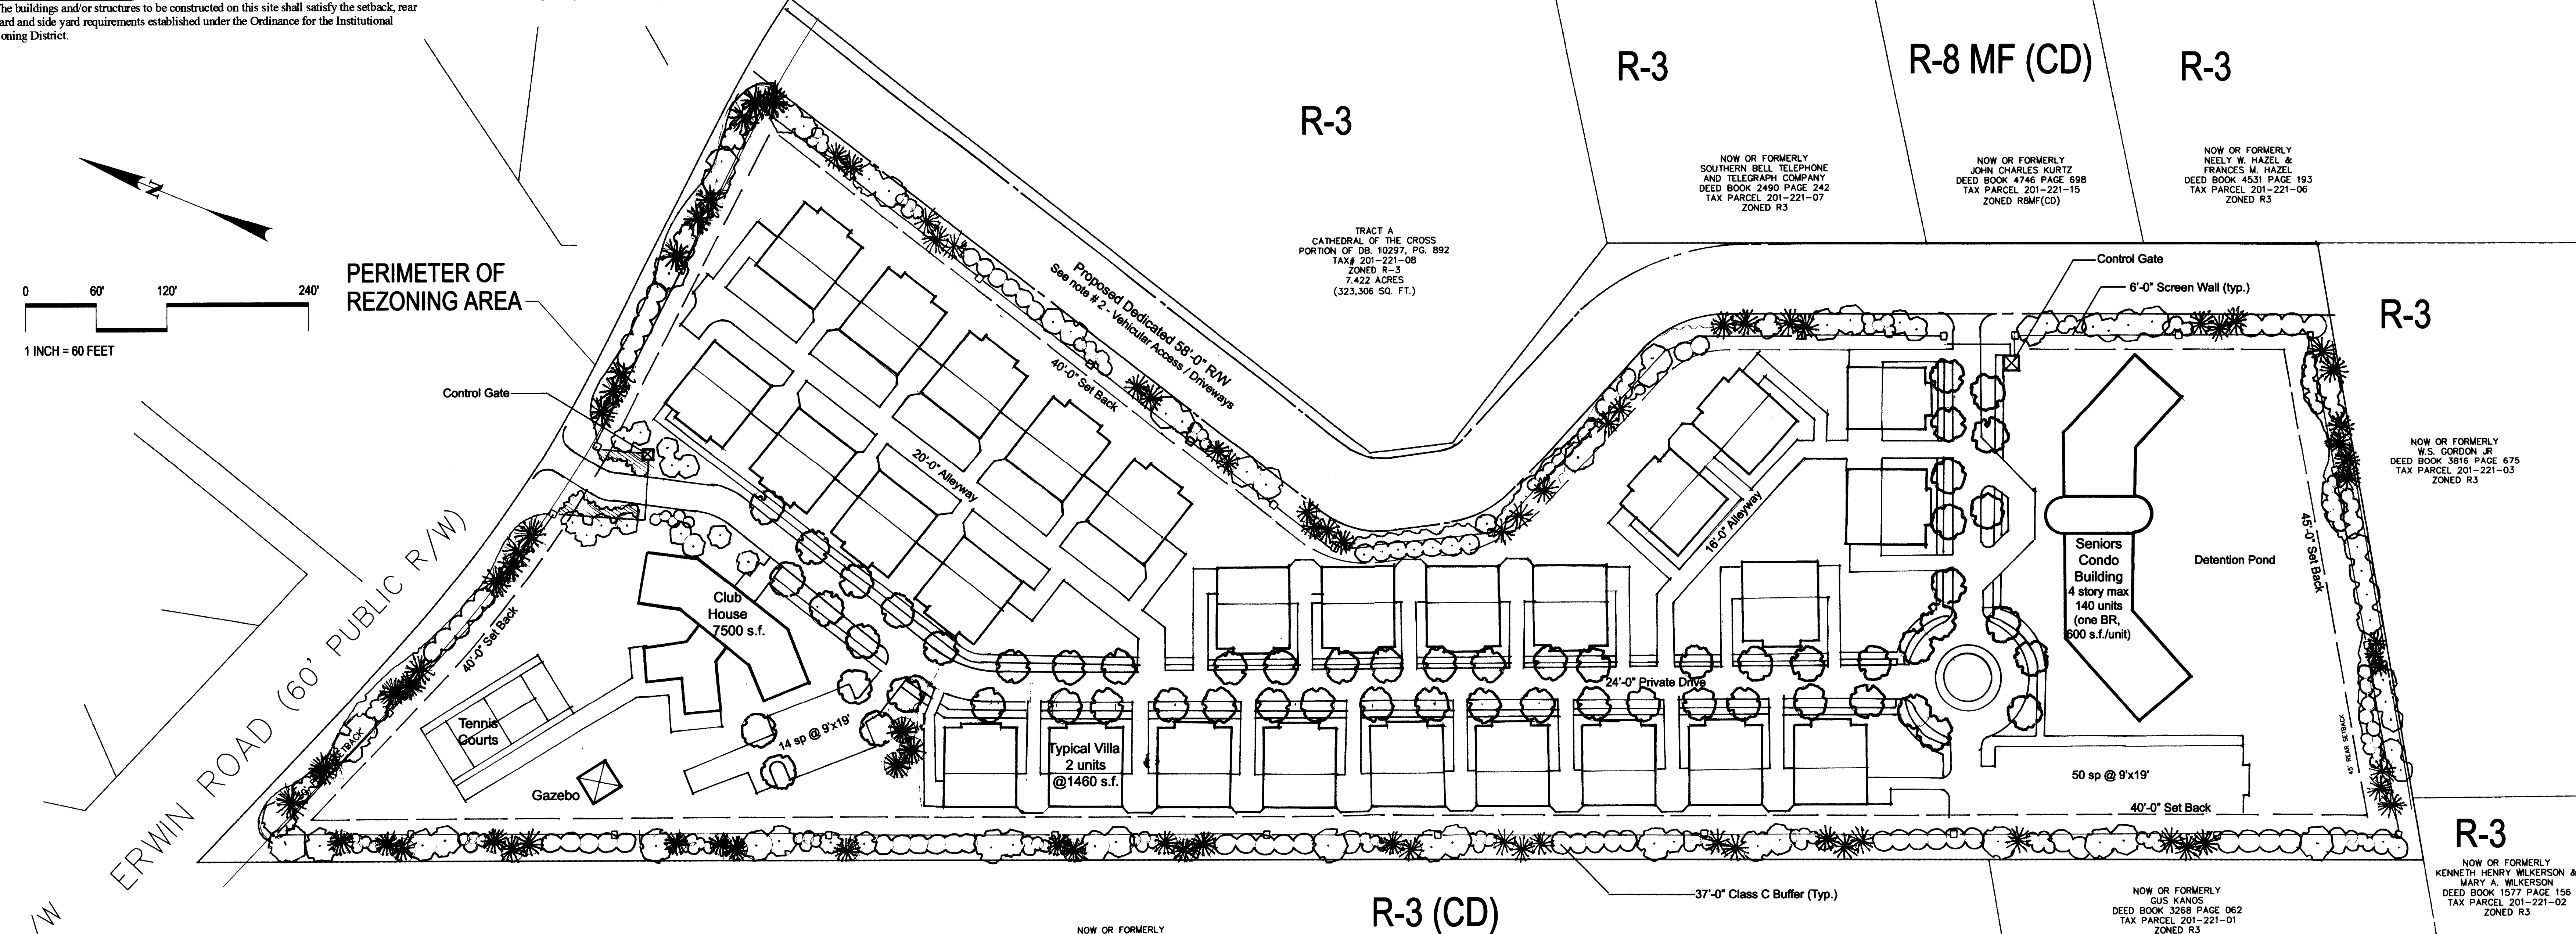 he buildings and/or structures to be constructed on this site shall satisfy the setback, rear
ard and side yard requirements established under the Ordinance for the Institutional
oning District.
R-3
R-3
R-8 MF (CD)
R-3
N
0 60' 120' 240'
1 INCH = 60 FEET
PERIMETER OF
REZONING AREA
Control Gate
NOW OR FORMERLY
SOUTHERN BELL TELEPHONE
AND TELEGRAPH COMPANY
DEED BOOK 2490 PAGE 242
TAX PARCEL 201-221-07
ZONED R3
NOW OR FORMERLY
JOHN CHARLES KURTZ
DEED BOOK 4746 PAGE 698
TAX PARCEL 201-221-15
ZONED R8MF(CD)
NOW OR FORMERLY
NEELY W. HAZEL &
FRANCES M. HAZEL
DEED BOOK 4531 PAGE 193
TAX PARCEL 201-221-06
ZONED R3
TRACT A
CATHEDRAL OF THE CROSS
PORTION OF DB. 10297, PG. 892
TAX# 201-221-08
ZONED R-3
7.422 ACRES
(323,306 SQ. FT.)
Proposed Dedicated 58'-0" R/W
See note # 2 - Vehicular Access / Driveways
40'-0" Set Back
Control Gate
6'-0" Screen Wall (typ.)
R-3
NOW OR FORMERLY
W.S. GORDON JR
DEED BOOK 3816 PAGE 675
TAX PARCEL 201-221-03
ZONED R3
20'-0" Alleyway
16'-0" Alleyway
Seniors
Condo
Building
4 story max
140 units
(one BR,
600 s.f./unit)
Detention Pond
45'-0" Set Back
45' REAR SETBACK
Club
House
7500 s.f.
40'-0" Set Back
SETBACK
ERWIN ROAD (60' PUBLIC R/W)
/W
Tennis
Courts
Gazebo
14 sp @ 9'x19'
24'-0" Private Drive
Typical Villa
2 units
@1460 s.f.
50 sp @ 9'x19'
40'-0" Set Back
37'-0" Class C Buffer (Typ.)
R-3 (CD)
NOW OR FORMERLY
NOW OR FORMERLY
GUS KANOS
DEED BOOK 3268 PAGE 062
TAX PARCEL 201-221-01
ZONED R3
R-3
NOW OR FORMERLY
KENNETH HENRY WILKERSON &
MARY A. WILKERSON
DEED BOOK 1577 PAGE 156
TAX PARCEL 201-221-02
ZONED R3